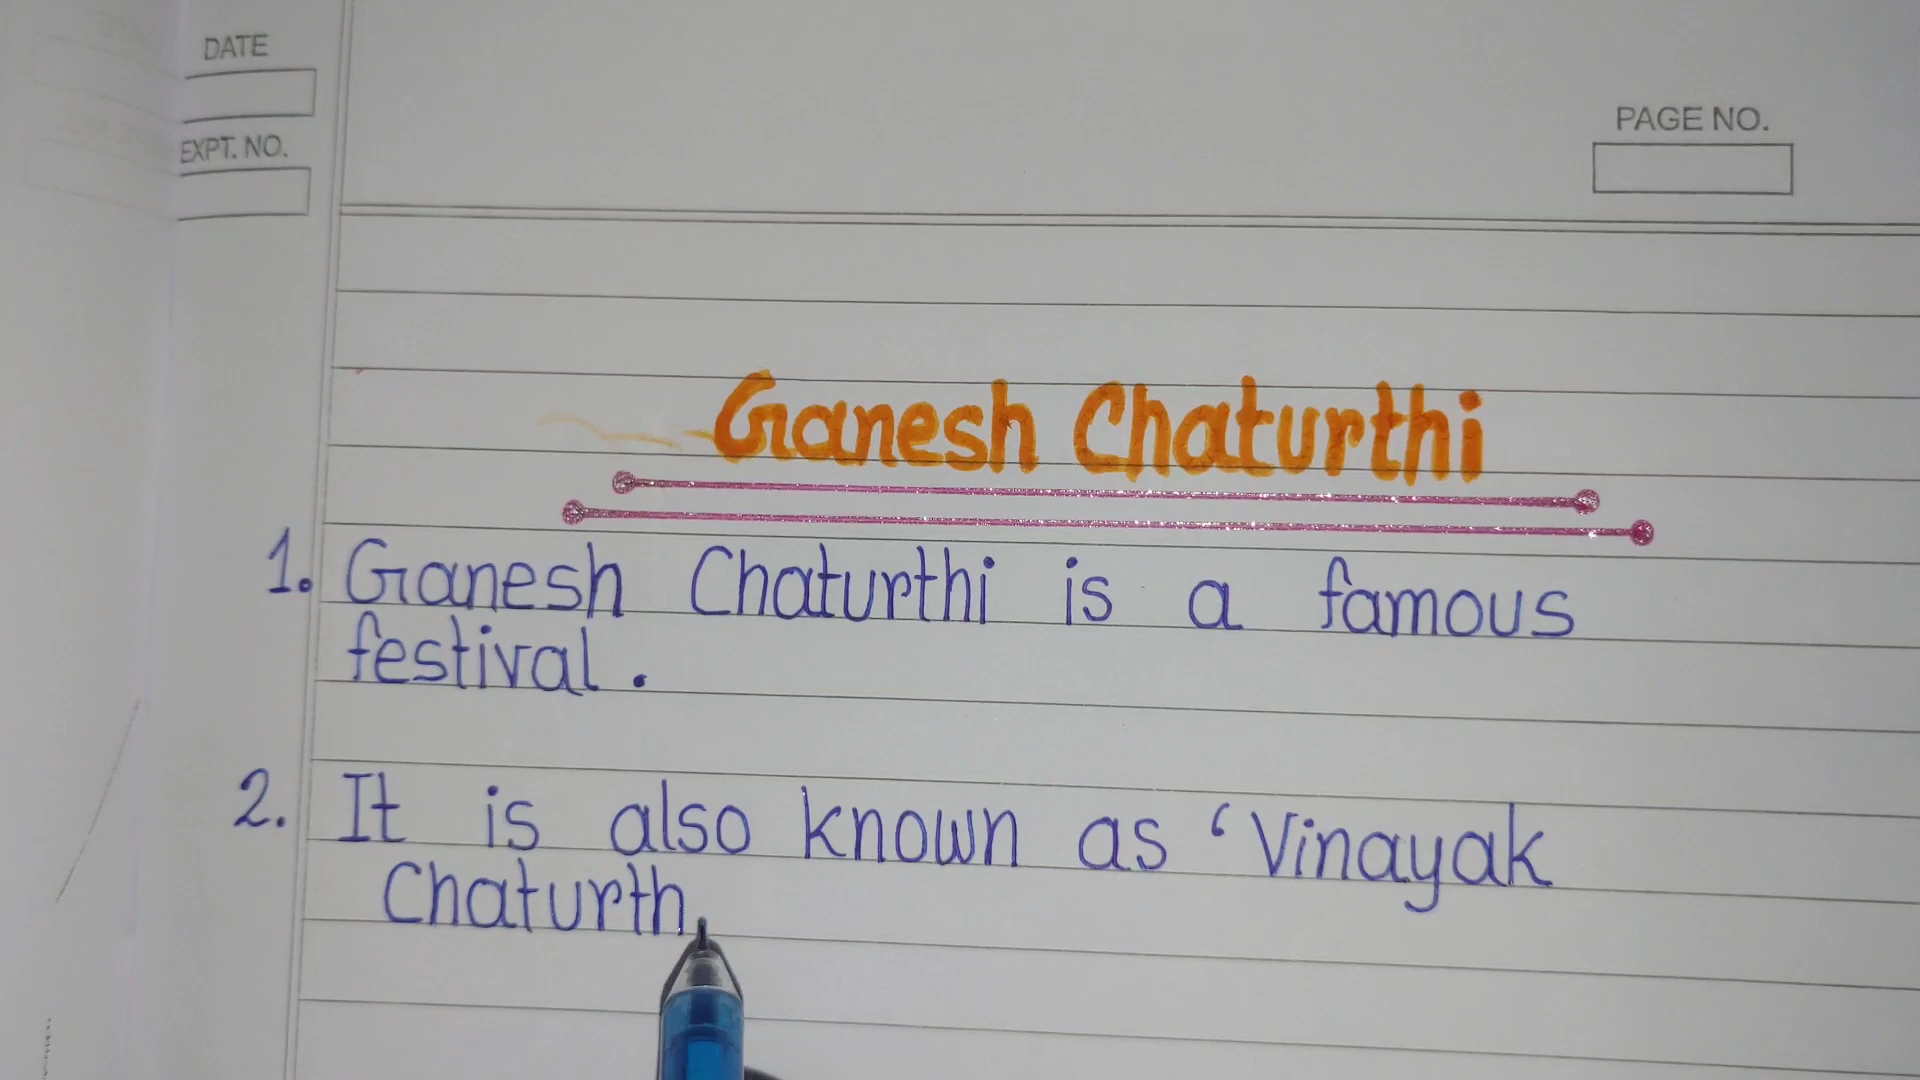 DATE
EXPT. NO.
PAGE NO.
Ganesh Chaturthi
1. Ganesh Chaturthi is a famous
festival.
2. It is also known as ‘Vinayak
Chaturth